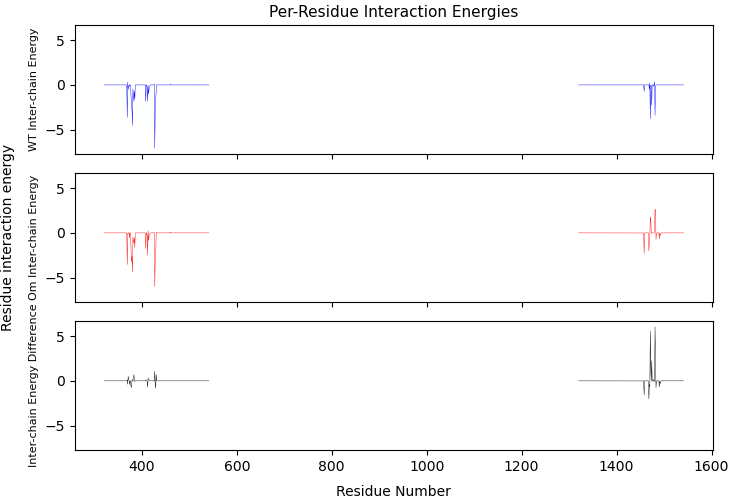 Per-Residue Interaction Energies
WT Inter-chain Energy
5
0
−5
Residue interaction energy
Om Inter-chain Energy
5
0
−5
Inter-chain Energy Difference
5
0
−5
400 600 800 1000 1200 1400 1600
Residue Number